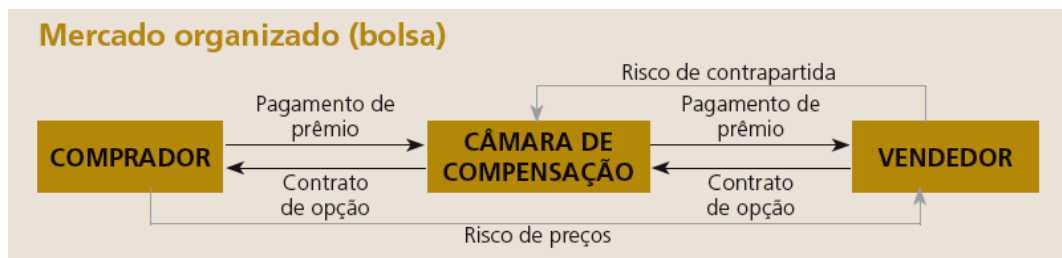 Mercado organizado (bolsa)
Risco de contrapartida
Pagamento de
prêmio
Pagamento de
prêmio
COMPRADOR
CÂMARA DE
COMPENSAÇÃO
VENDEDOR
Contrato
de opção
Contrato
de opção
Risco de preços